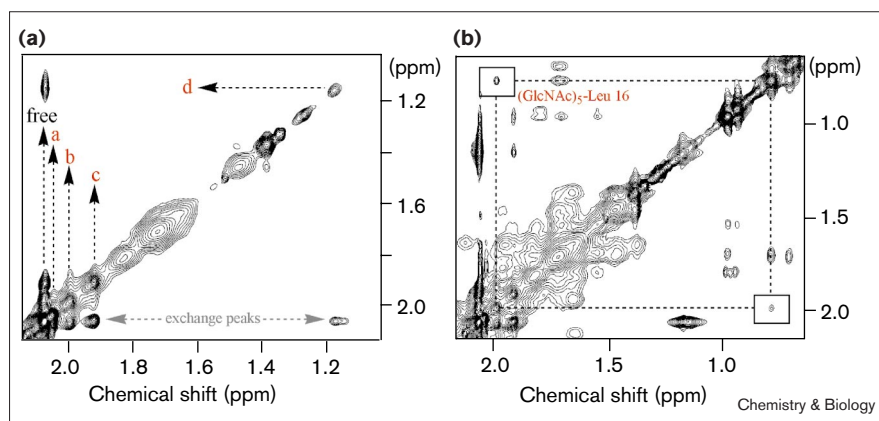 (a)
(b)
(ppm)
(ppm)
d
free
a
b
c
1.2
1.6
2.0
exchange peaks
2.0 1.8 1.6 1.4 1.2
Chemical shift (ppm)
(GlcNAc)5-Leu 16
1.0
1.5
2.0
2.0 1.5 1.0
Chemical shift (ppm)
Chemistry & Biology